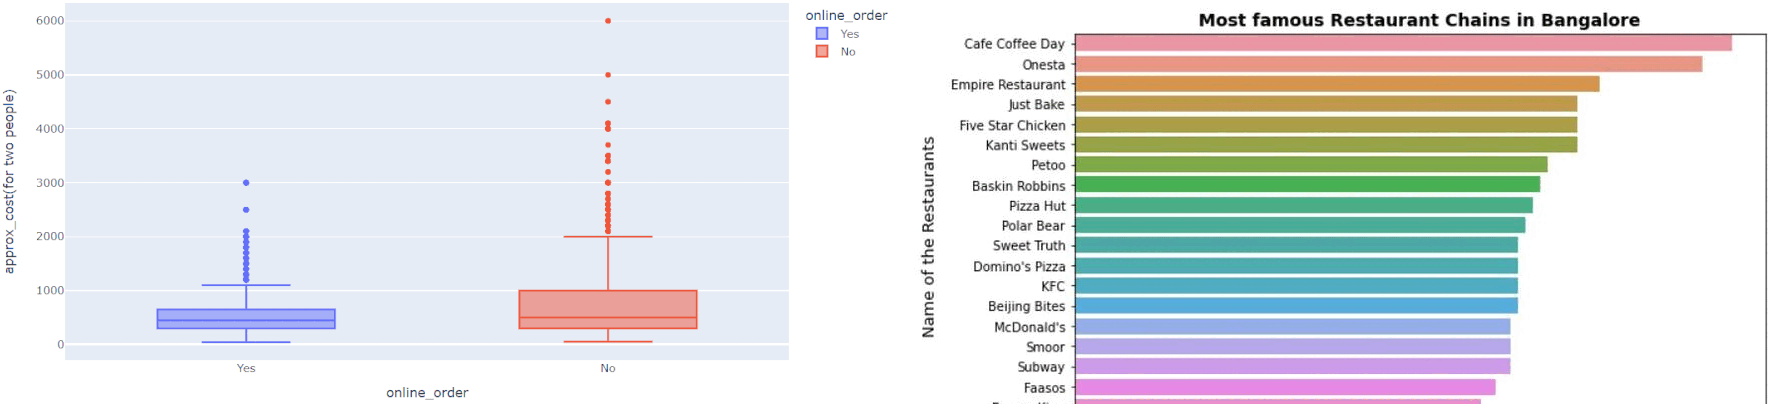 6000
5000
4000
3000
2000
1000
0
approx_cost(for two people)
Yes
No
online_order
online_order
Yes
No
Most famous Restaurant Chains in Bangalore
Name of the Restaurants
Cafe Coffee Day
Onesta
Empire Restaurant
Just Bake
Five Star Chicken
Kanti Sweets
Petoo
Baskin Robbins
Pizza Hut
Polar Bear
Sweet Truth
Domino's Pizza
KFC
Beijing Bites
McDonald's
Smoor
Subway
Faasos